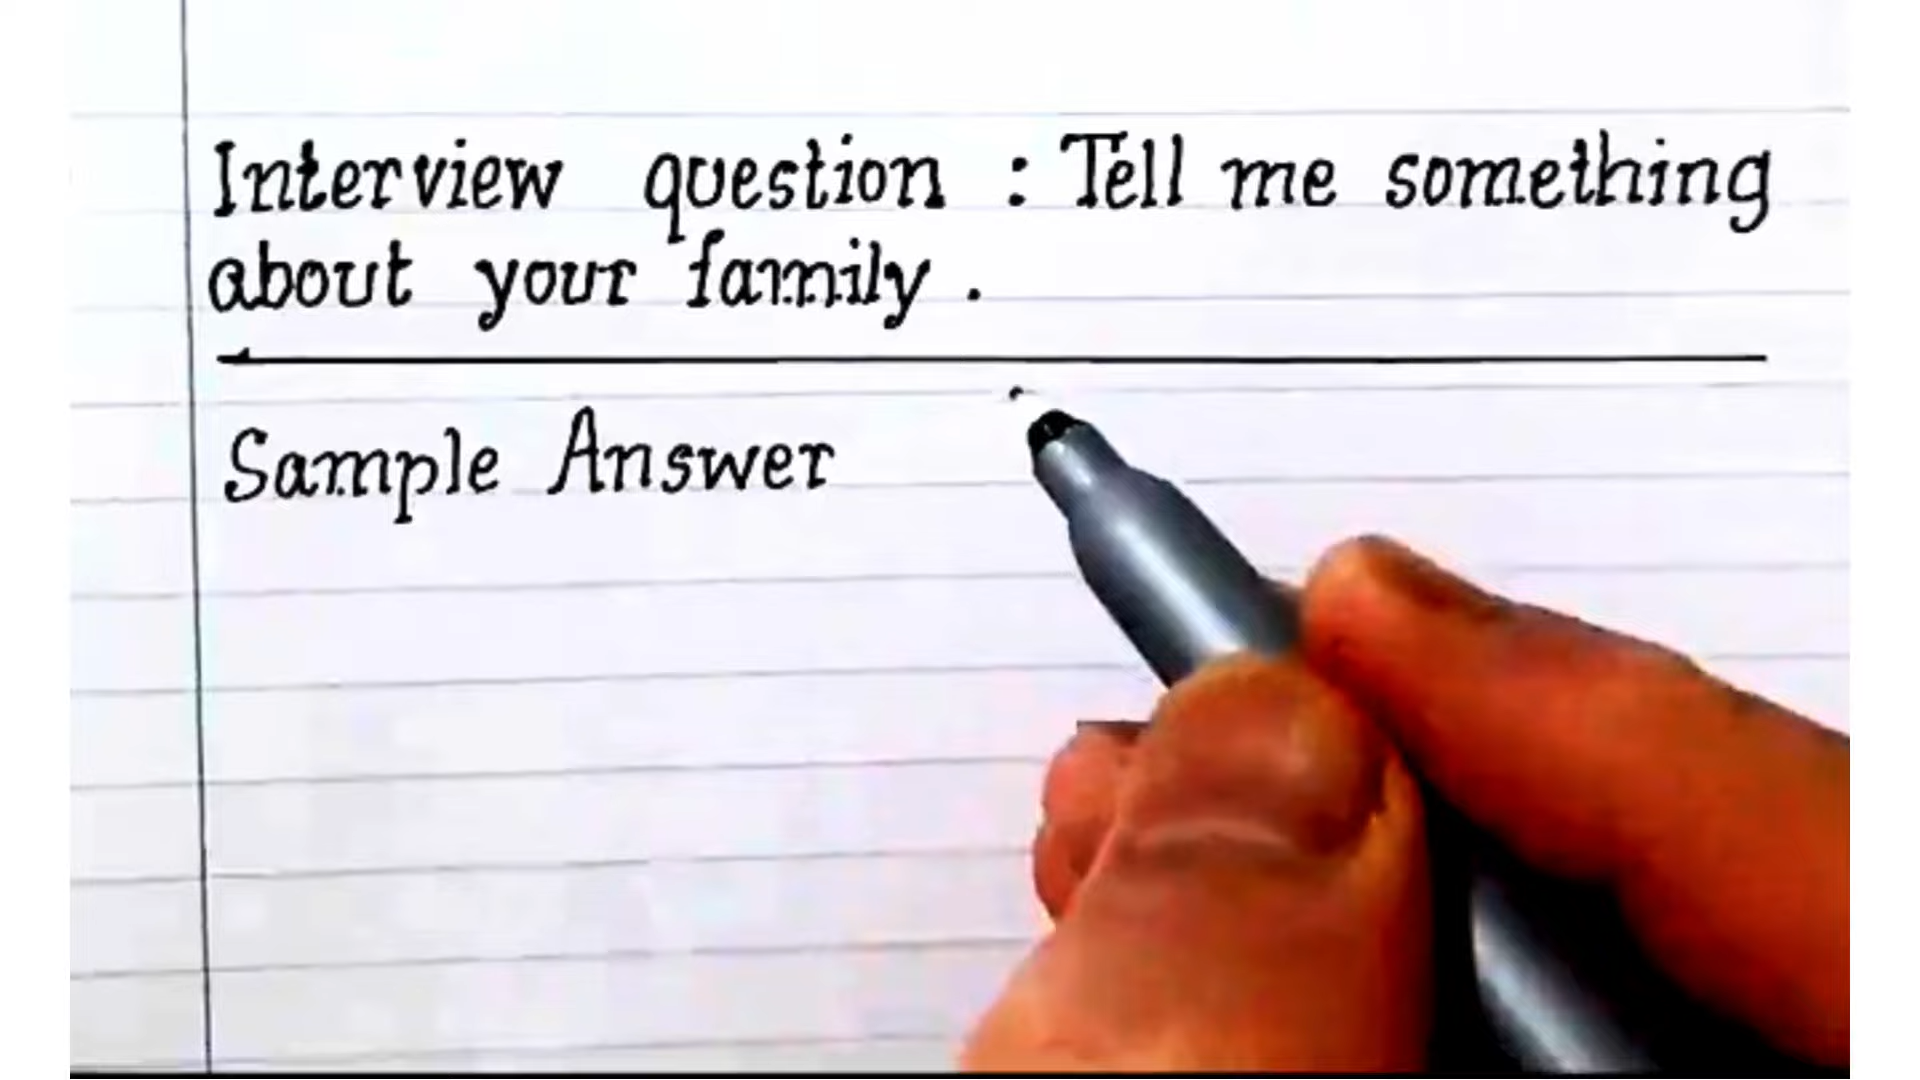 Interview question : Tell me something
about your family .
Sample Answer